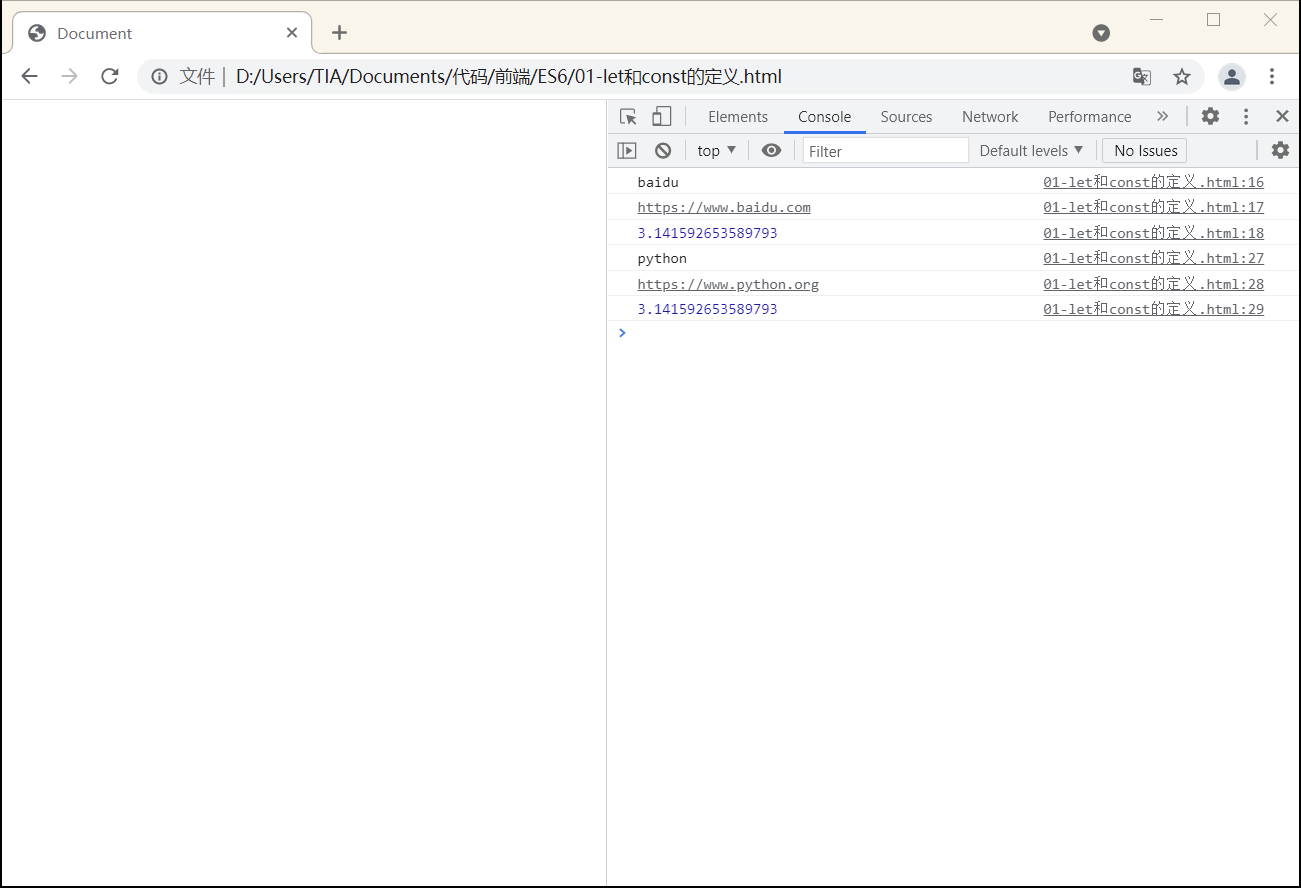 Document
文件 | D:/Users/TIA/Documents/代码/前端/ES6/01-let和const的定义.html
Elements Console Sources Network Performance »
top ▼ Filter Default levels ▼ No Issues
baidu 01-let和const的定义.html:16
https://www.baidu.com 01-let和const的定义.html:17
3.141592653589793 01-let和const的定义.html:18
python 01-let和const的定义.html:27
https://www.python.org 01-let和const的定义.html:28
3.141592653589793 01-let和const的定义.html:29
>